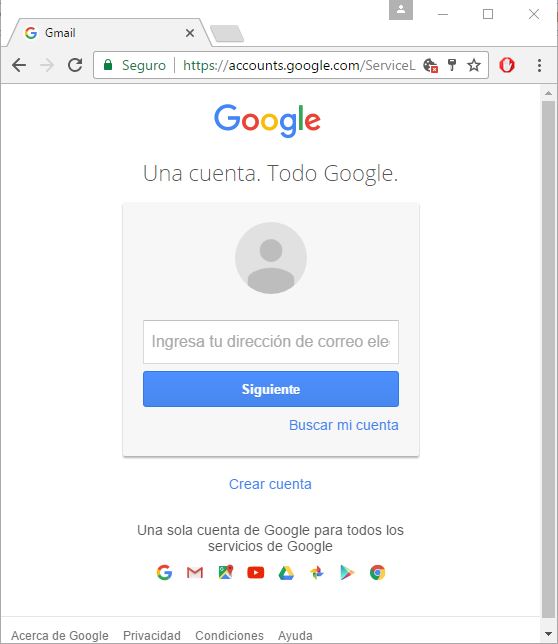 Gmail
Seguro
https://accounts.google.com/ServiceL
Google
Una cuenta. Todo Google.
Ingresa tu dirección de correo ele
Siguiente
Buscar mi cuenta
Crear cuenta
Una sola cuenta de Google para todos los
servicios de Google
Acerca de Google Privacidad Condiciones Ayuda